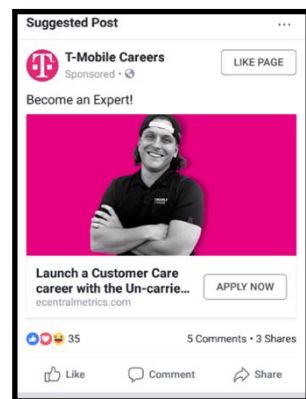 Suggested Post
T-Mobile Careers
LIKE PAGE
Sponsored
Become an Expert!
Launch a Customer Care
career with the Un-carrie...
APPLY NOW
ecentralmetrics.com
35
5 Comments • 3 Shares
Like
Comment
Share